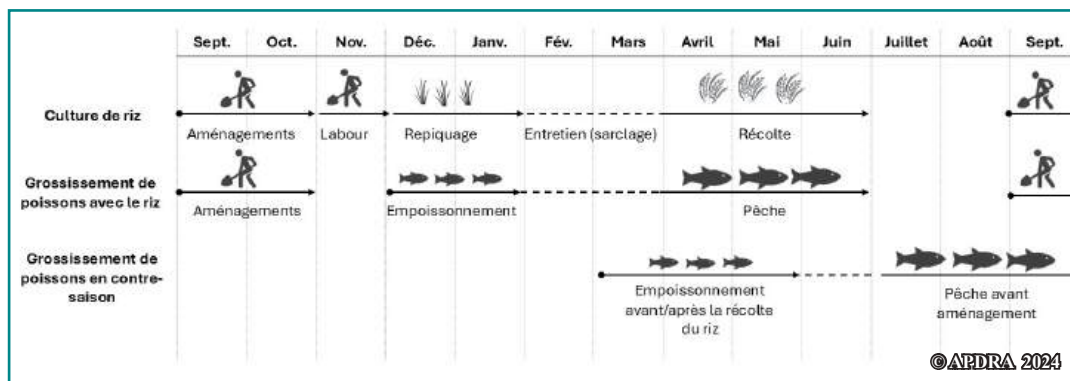 Sept. Oct. Nov. Déc. Janv. Fév. Mars Avril Mai Juin Juillet Août Sept.
Culture de riz
Aménagements Labour Repiquage Entretien (sarclage) Récolte
Grossissement de
poissons avec le riz
Aménagements Empoissonnement Pêche
Grossissement de
poissons en contre-
saison
Empoissonnement
avant/après la récolte
du riz
Pêche avant
aménagement
©APDRA 2024